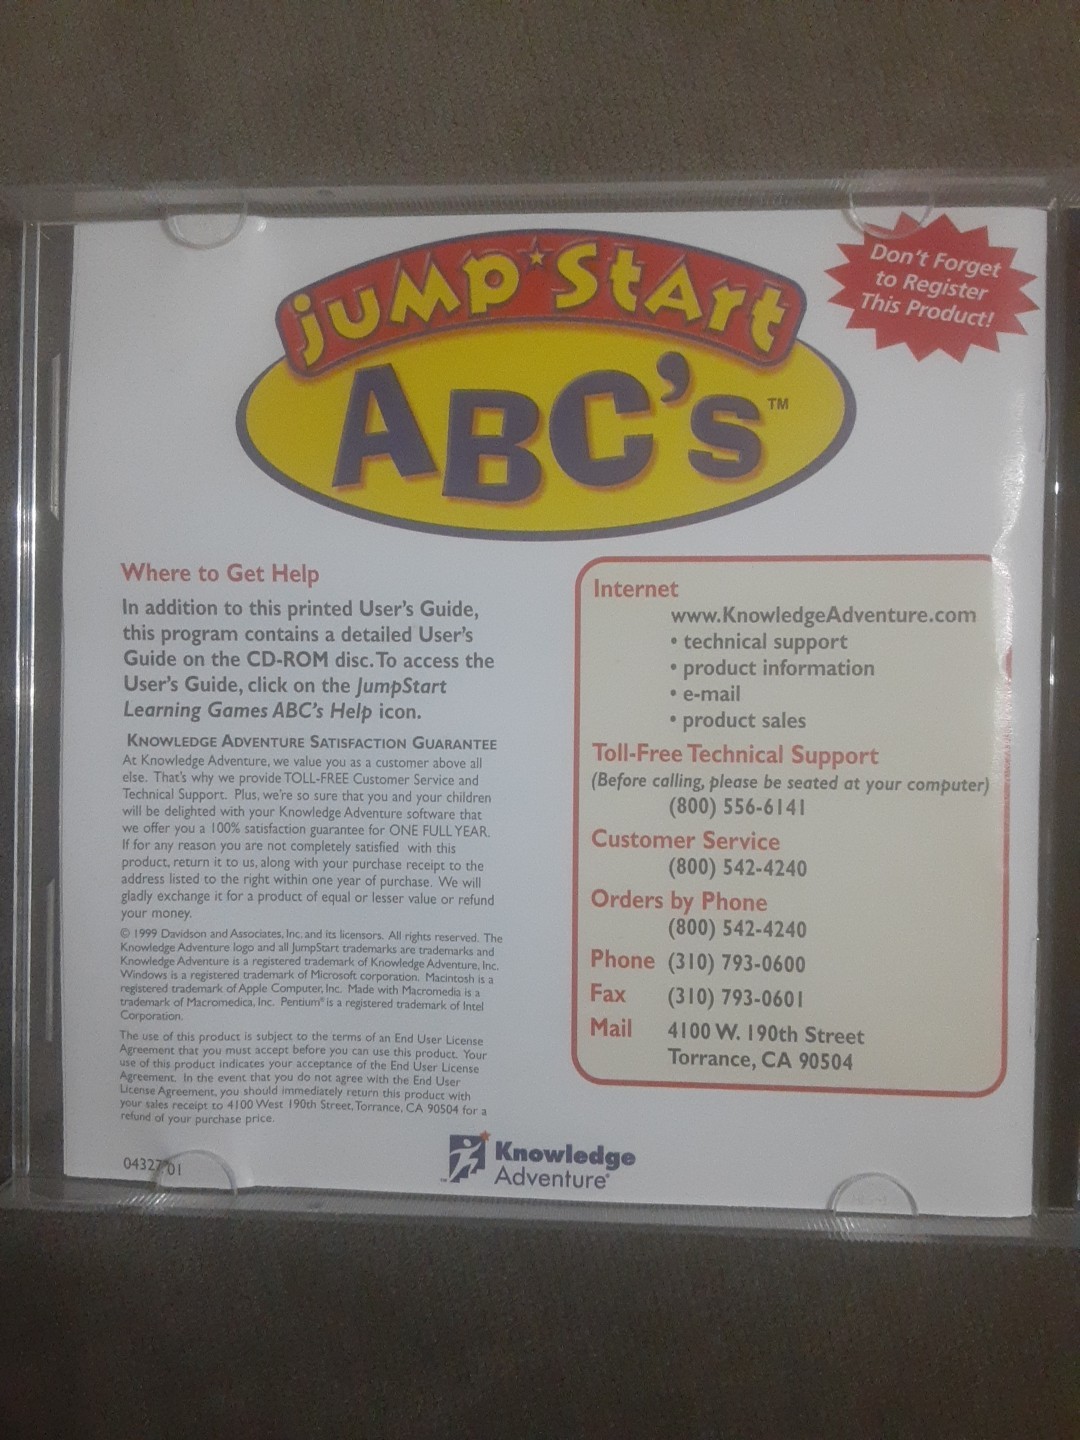 JumpStart
ABC's™
Don't Forget
to Register
This Product!
Where to Get Help
In addition to this printed User's Guide,
this program contains a detailed User's
Guide on the CD-ROM disc. To access the
User's Guide, click on the JumpStart
Learning Games ABC's Help icon.
KNOWLEDGE ADVENTURE SATISFACTION GUARANTEE
At Knowledge Adventure, we value you as a customer above all
else. That's why we provide TOLL-FREE Customer Service and
Technical Support. Plus, we're so sure that you and your children
will be delighted with your Knowledge Adventure software that
we offer you a 100% satisfaction guarantee for ONE FULL YEAR.
If for any reason you are not completely satisfied with this
product, return it to us, along with your purchase receipt to the
address listed to the right within one year of purchase. We will
gladly exchange it for a product of equal or lesser value or refund
your money.
© 1999 Davidson and Associates, Inc. and its licensors. All rights reserved. The
Knowledge Adventure logo and all JumpStart trademarks are trademarks and
Knowledge Adventure is a registered trademark of Knowledge Adventure, Inc.
Windows is a registered trademark of Microsoft corporation. Macintosh is a
registered trademark of Apple Computer, Inc. Made with Macromedia is a
trademark of Macromedica, Inc. Pentium® is a registered trademark of Intel
Corporation.
The use of this product is subject to the terms of an End User License
Agreement that you must accept before you can use this product. Your
use of this product indicates your acceptance of the End User License
Agreement. In the event that you do not agree with the End User
License Agreement, you should immediately return this product with
your sales receipt to 4100 West 190th Street, Torrance, CA 90504 for a
refund of your purchase price.
0432701
Internet
www.KnowledgeAdventure.com
• technical support
• product information
• e-mail
• product sales
Toll-Free Technical Support
(Before calling, please be seated at your computer)
(800) 556-6141
Customer Service
(800) 542-4240
Orders by Phone
(800) 542-4240
Phone (310) 793-0600
Fax (310) 793-0601
Mail 4100 W. 190th Street
Torrance, CA 90504
™ Knowledge
Adventure®